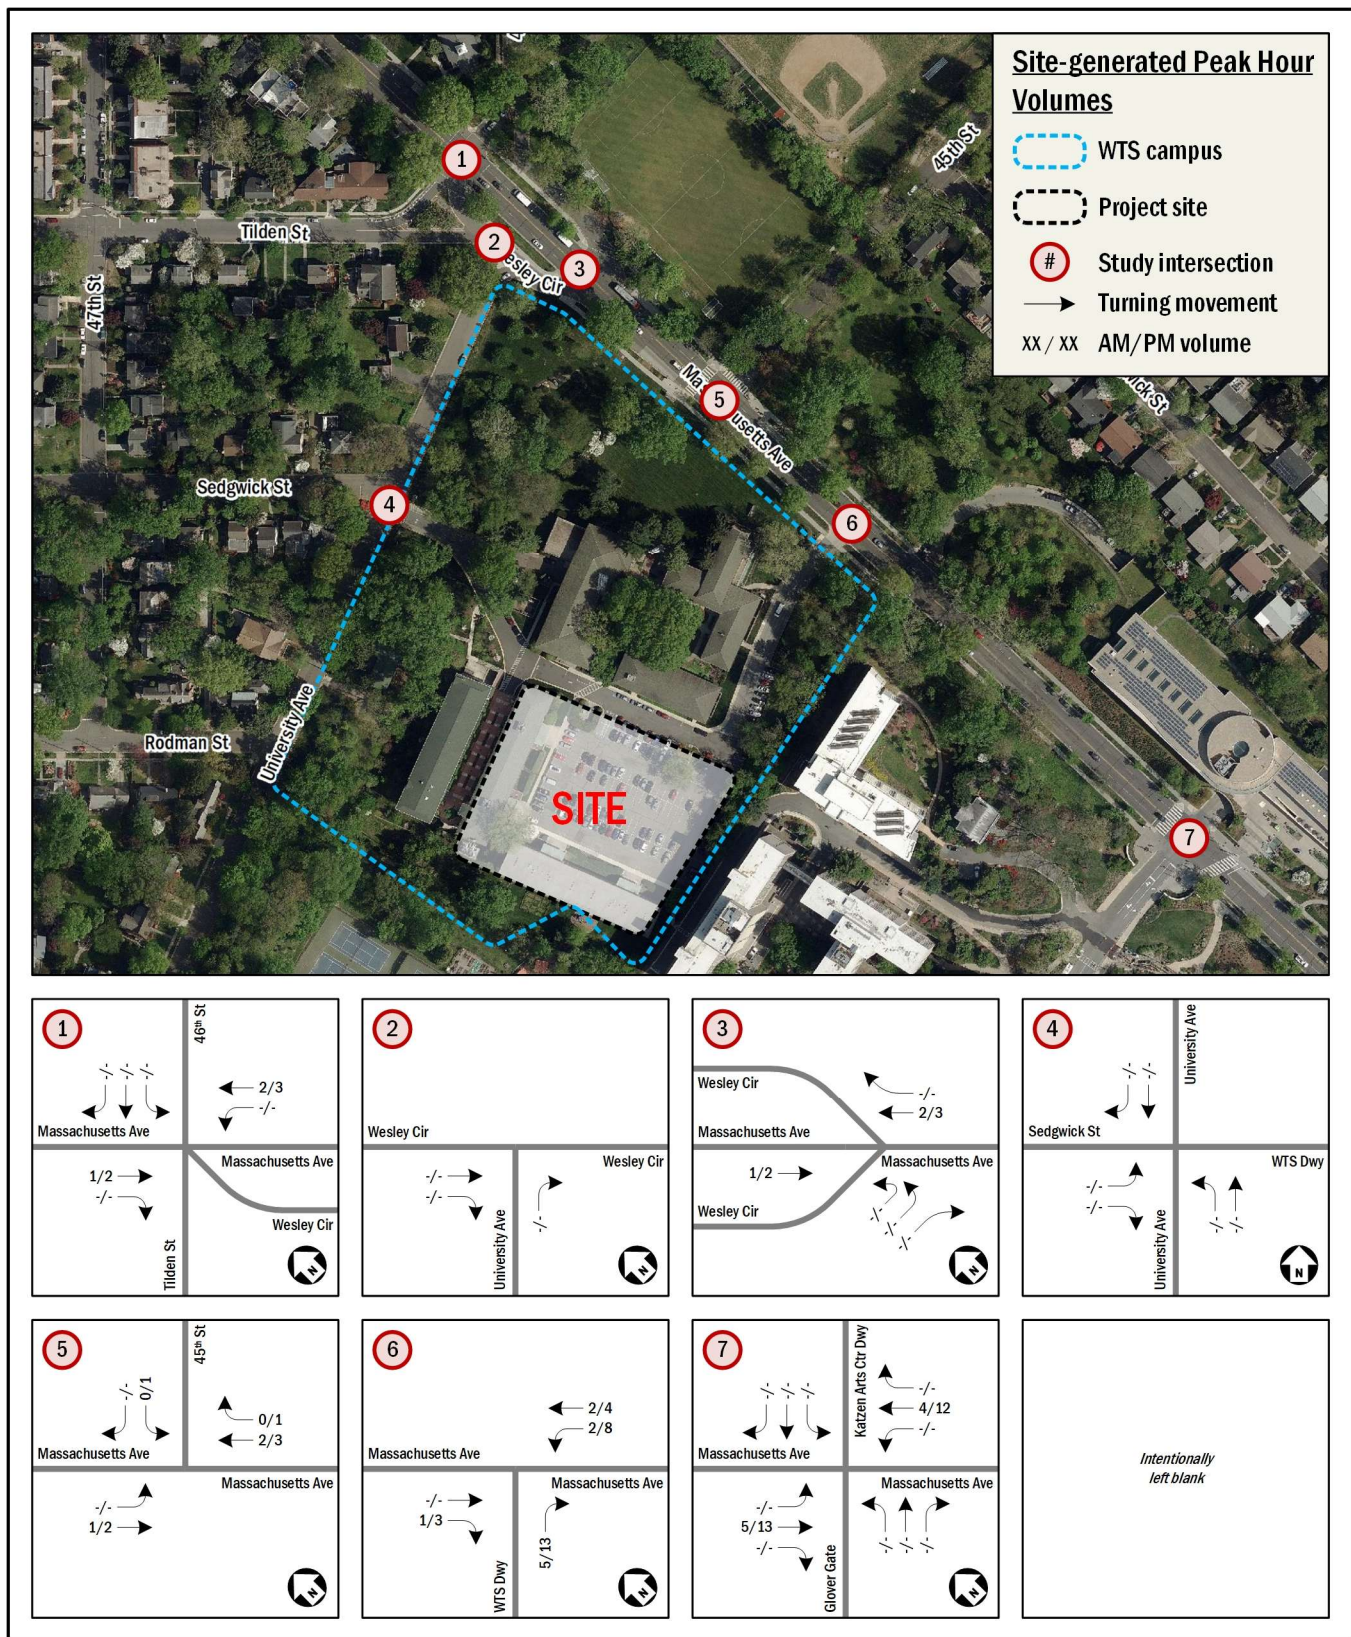 Site-generated Peak Hour
Volumes
WTS campus
Project site
# Study intersection
Turning movement
XX / XX AM/PM volume
45th St
1
Tilden St
2
Wesley Cir
3
47th St
Massachusetts Ave
5
Sedgwick St
4
6
University Ave
Rodman St
SITE
7
1
46th St
-/- -/- -/-
2/3
-/-
Massachusetts Ave
Massachusetts Ave
1/2
-/-
Wesley Cir
Tilden St
N
2
Wesley Cir
Wesley Cir
-/-
-/-
-/-
University Ave
N
3
Wesley Cir
-/-
2/3
Massachusetts Ave
Massachusetts Ave
1/2
Wesley Cir
-/- -/- -/-
N
4
University Ave
-/- -/-
Sedgwick St
WTS Dwy
-/-
-/-
-/- -/-
University Ave
N
5
45th St
-/- 0/1
0/1
2/3
Massachusetts Ave
Massachusetts Ave
-/-
1/2
N
6
2/4
2/8
Massachusetts Ave
Massachusetts Ave
-/-
1/3
5/13
WTS Dwy
N
7
Katzen Arts Ctr Dwy
-/- -/- -/-
-/-
4/12
-/-
Massachusetts Ave
Massachusetts Ave
-/-
5/13
-/-
-/- -/- -/-
Glover Gate
N
Intentionally
left blank